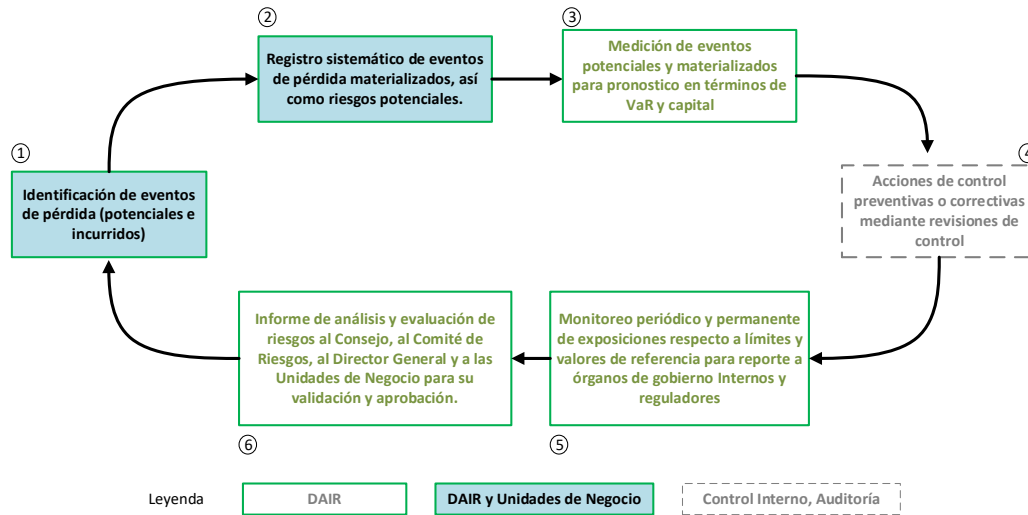 ①
Identificación de eventos
de pérdida (potenciales e
incurridos)
②
Registro sistemático de eventos
de pérdida materializados, así
como riesgos potenciales.
③
Medición de eventos
potenciales y materializados
para pronostico en términos de
VaR y capital
④
Acciones de control
preventivas o correctivas
mediante revisiones de
control
Monitoreo periódico y permanente
de exposiciones respecto a límites y
valores de referencia para reporte a
órganos de gobierno Internos y
reguladores
⑤
Informe de análisis y evaluación de
riesgos al Consejo, al Comité de
Riesgos, al Director General y a las
Unidades de Negocio para su
validación y aprobación.
⑥
Leyenda
DAIR
DAIR y Unidades de Negocio
Control Interno, Auditoría